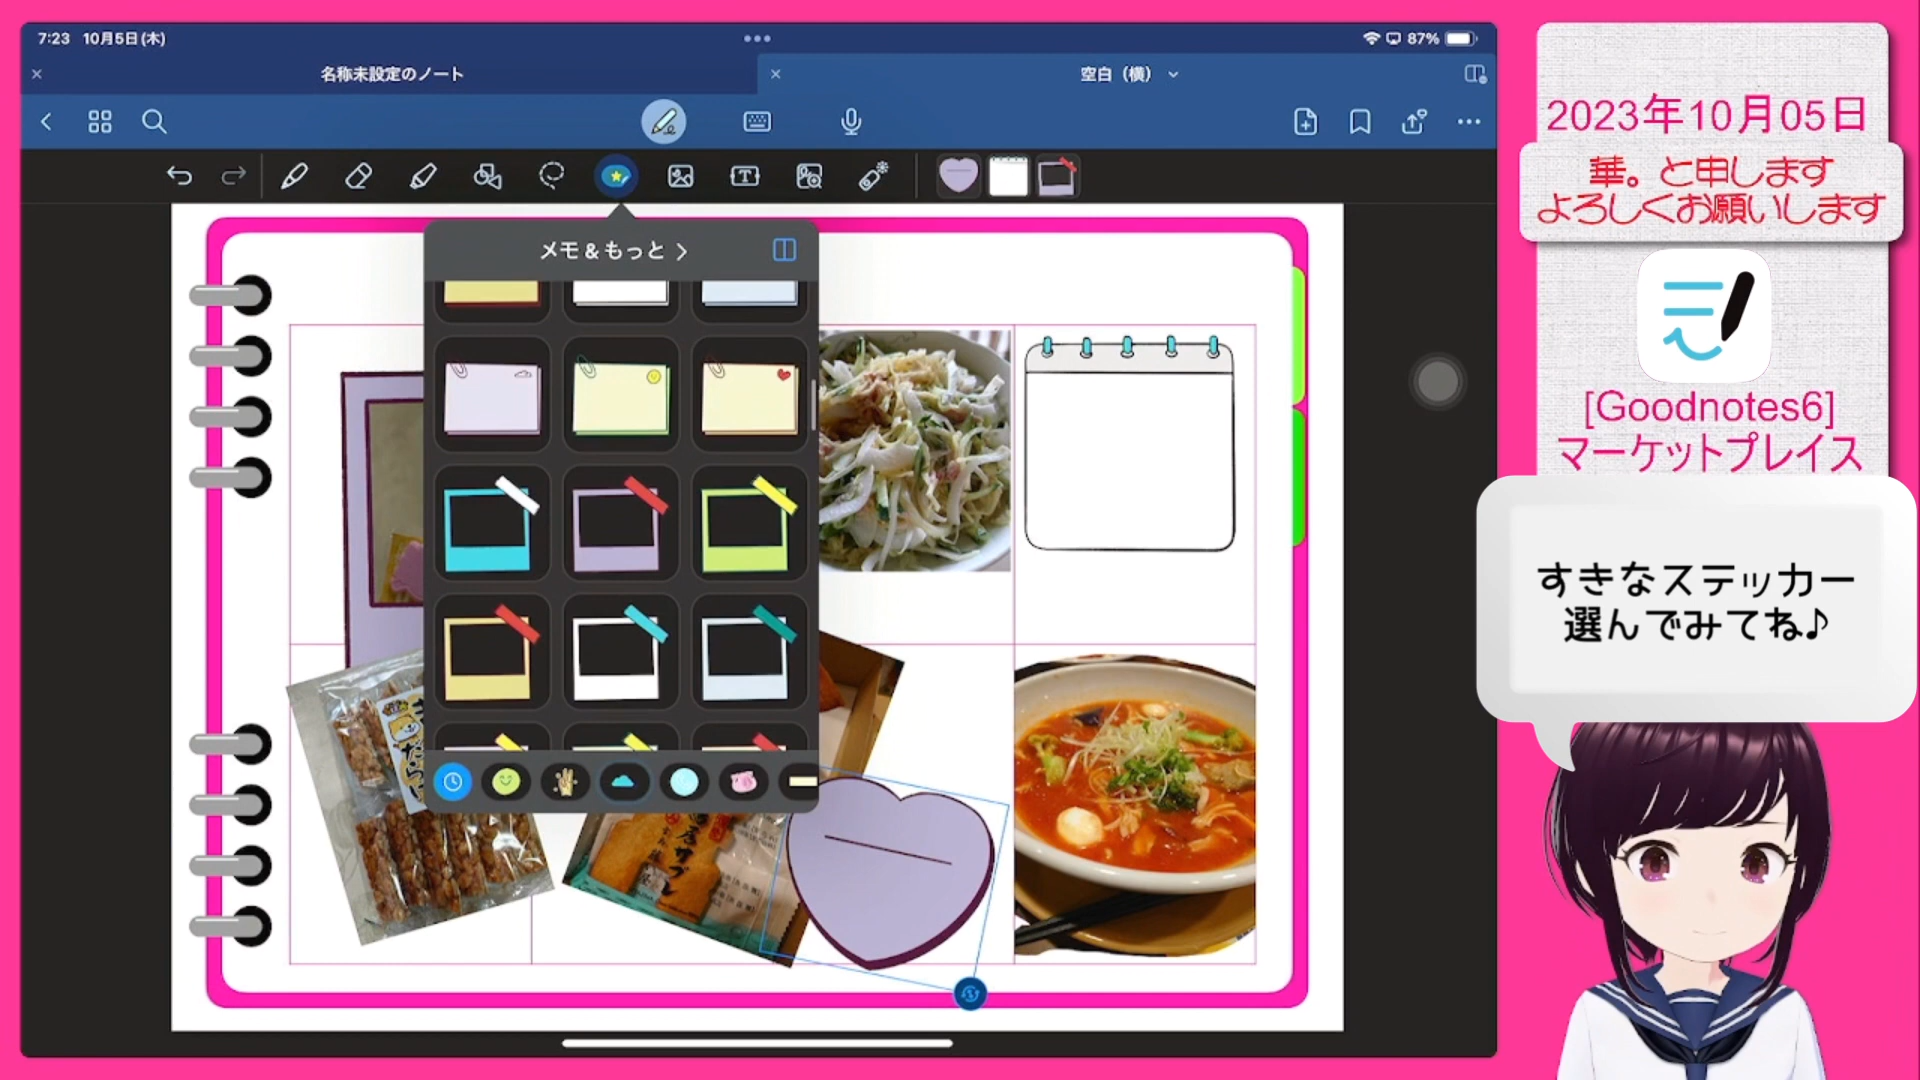 7:23 10月5日(木)
87%
名称未設定のノート
空白（横）
メモ＆もっと
2023年10月05日
華。と申します
よろしくお願いします
[Goodnotes6]
マーケットプレイス
すきなステッカー
選んでみてね♪